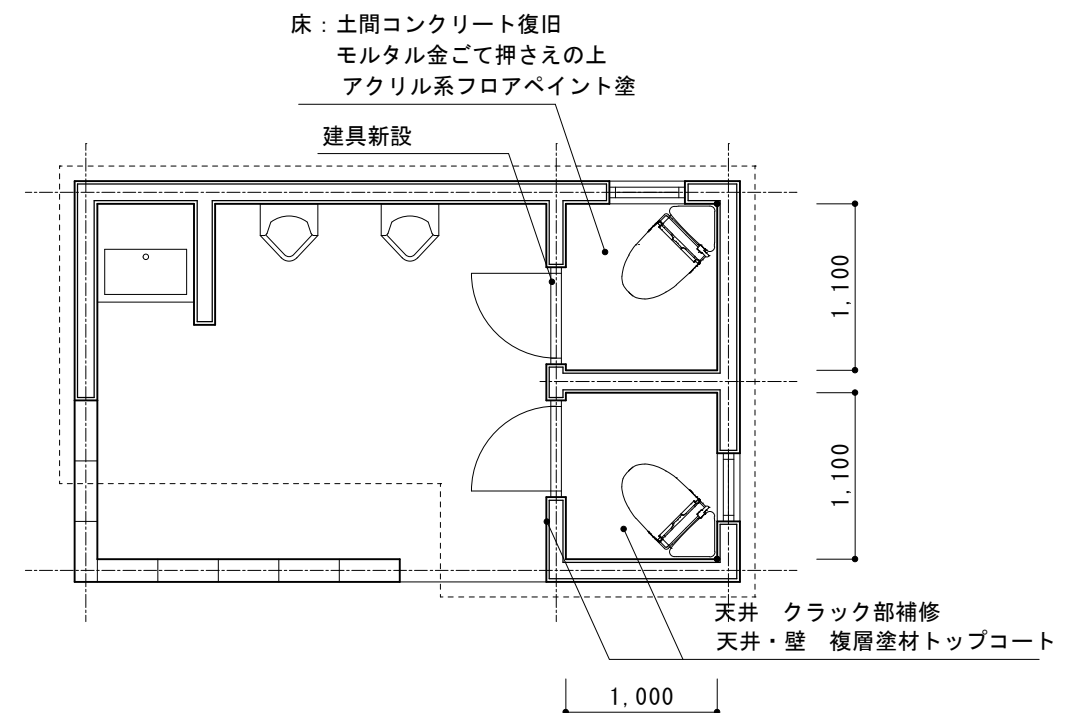 床：土間コンクリート復旧
モルタル金ごて押さえの上
アクリル系フロアペイント塗
建具新設
1,100
1,100
天井　クラック部補修
天井・壁　複層塗材トップコート
1,000